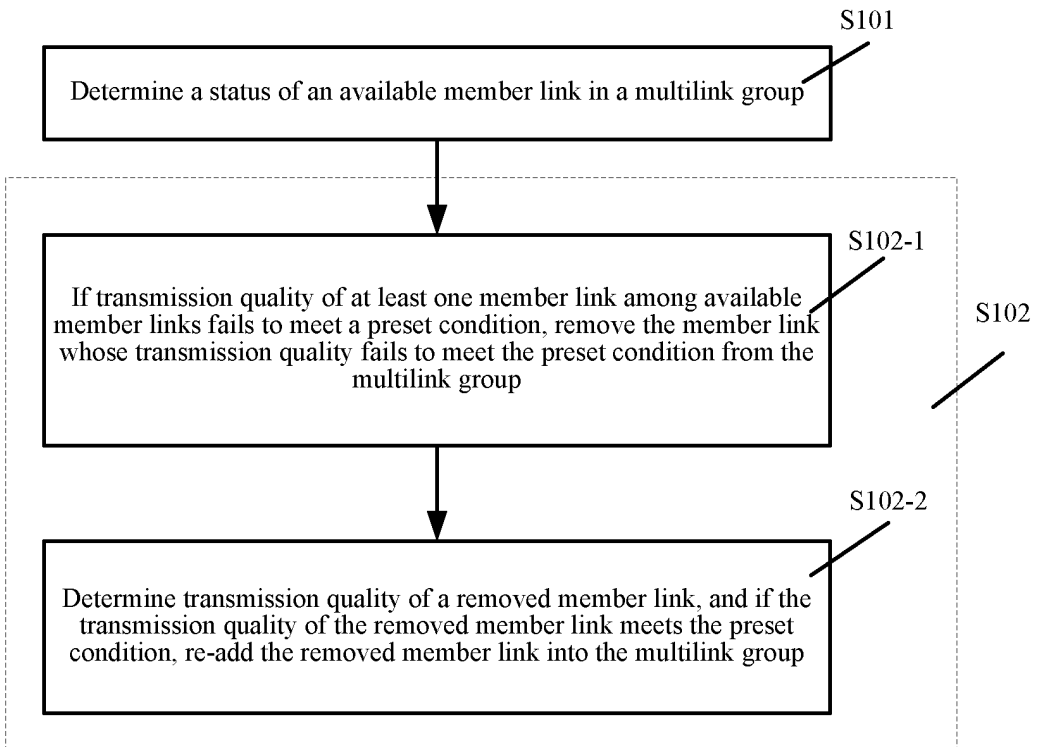 S101
Determine a status of an available member link in a multilink group
S102-1
If transmission quality of at least one member link among available
member links fails to meet a preset condition, remove the member link
whose transmission quality fails to meet the preset condition from the
multilink group
S102
S102-2
Determine transmission quality of a removed member link, and if the
transmission quality of the removed member link meets the preset
condition, re-add the removed member link into the multilink group